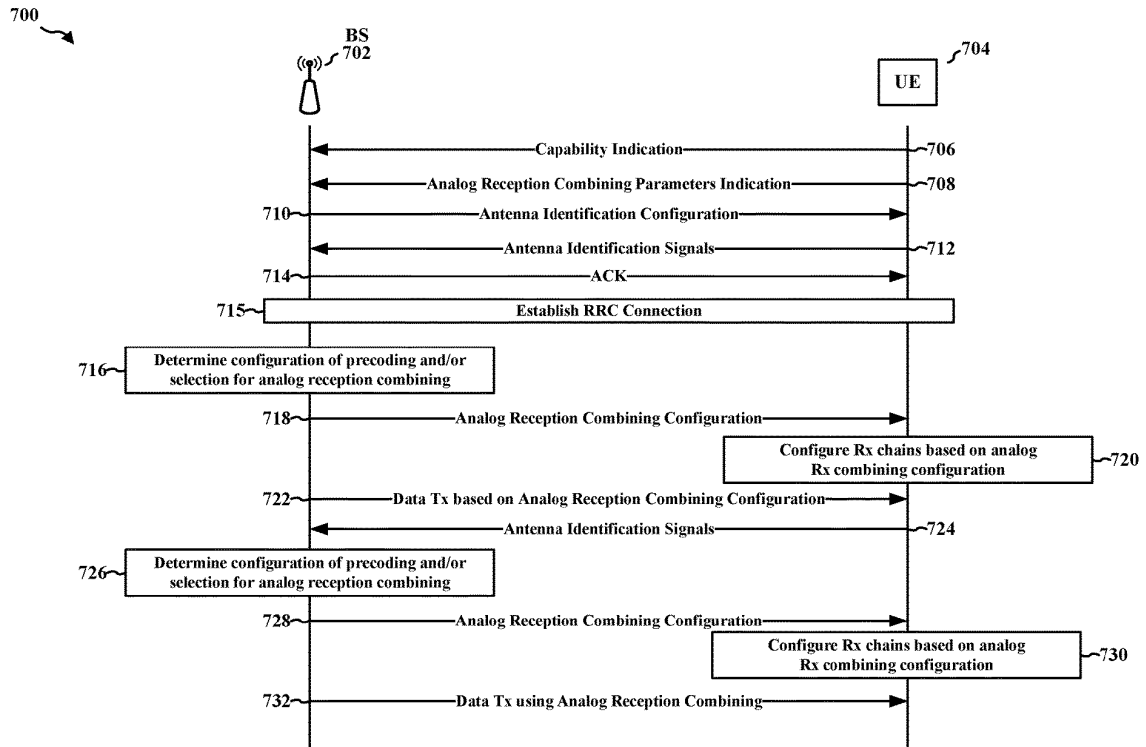 700
BS
702
704
UE
Capability Indication
706
Analog Reception Combining Parameters Indication
708
710
Antenna Identification Configuration
Antenna Identification Signals
712
714
ACK
715
Establish RRC Connection
716
Determine configuration of precoding and/or
selection for analog reception combining
718
Analog Reception Combining Configuration
Configure Rx chains based on analog
Rx combining configuration
720
722
Data Tx based on Analog Reception Combining Configuration
Antenna Identification Signals
724
726
Determine configuration of precoding and/or
selection for analog reception combining
728
Analog Reception Combining Configuration
Configure Rx chains based on analog
Rx combining configuration
730
732
Data Tx using Analog Reception Combining